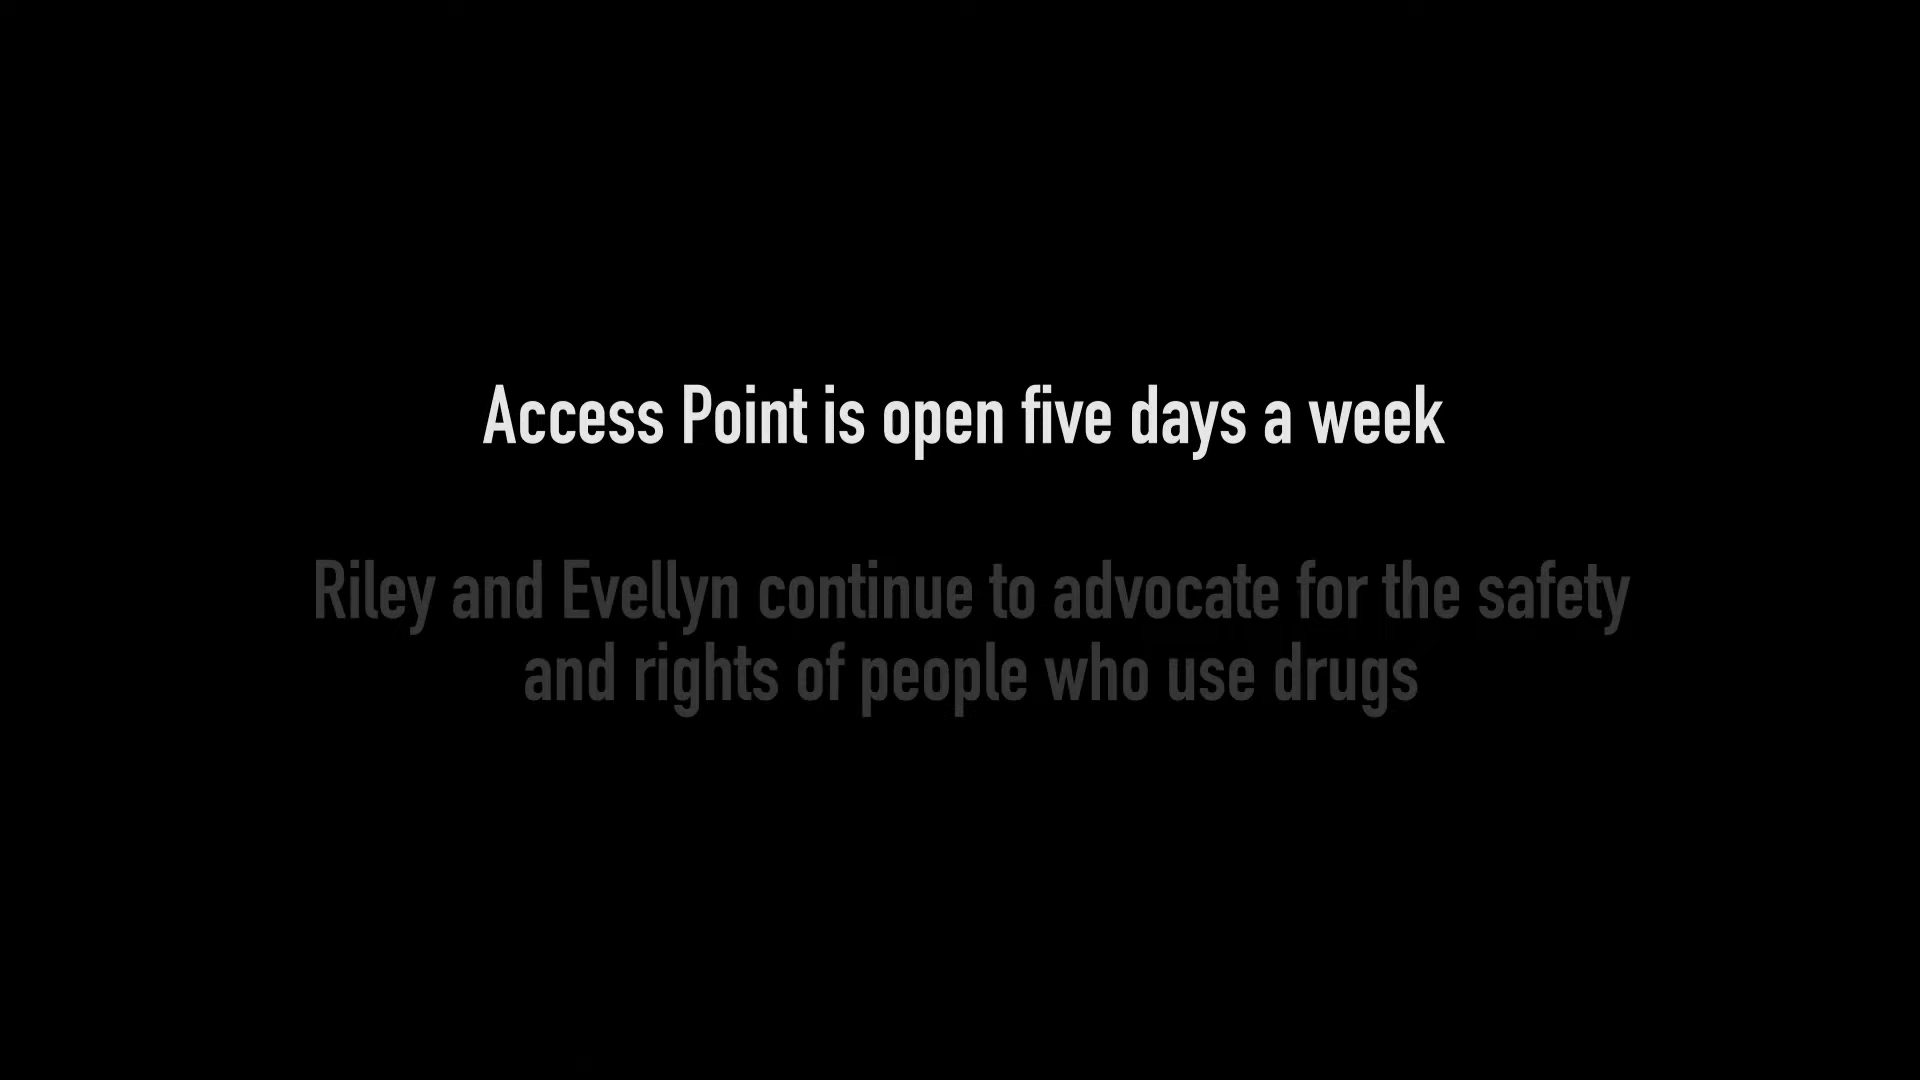 Access Point is open five days a week
Riley and Evellyn continue to advocate for the safety
and rights of people who use drugs